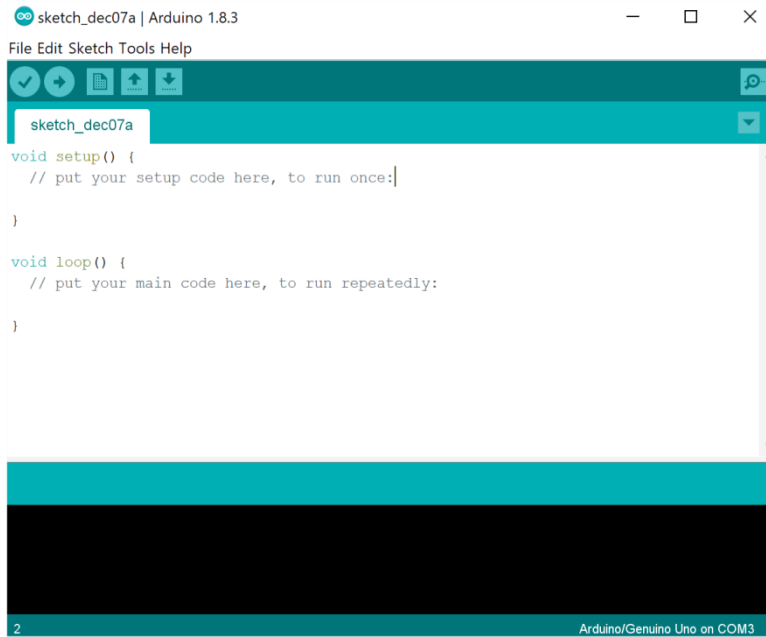 sketch_dec07a | Arduino 1.8.3
File Edit Sketch Tools Help
sketch_dec07a
void setup() {
  // put your setup code here, to run once:

}

void loop() {
  // put your main code here, to run repeatedly:

}
2
Arduino/Genuino Uno on COM3